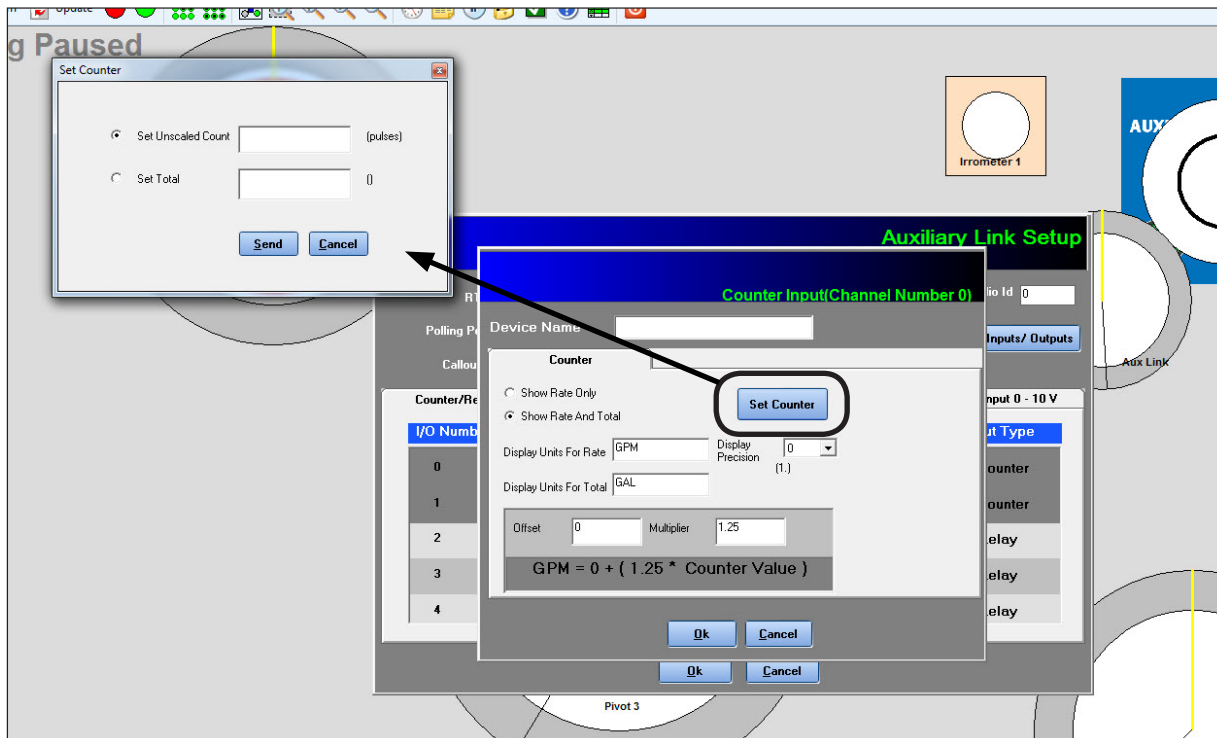 Update
g Paused
Set Counter
Set Unscaled Count
(pulses)
Set Total
()
Send
Cancel
Irrometer 1
AUX
Auxiliary Link Setup
RT
dio Id 0
Polling Pe
Inputs/ Outputs
Callou
Aux Link
Counter/Re
nput 0 - 10 V
I/O Numb
ut Type
0
ounter
1
ounter
2
elay
3
elay
4
elay
Counter Input(Channel Number 0)
Device Name
Counter
Show Rate Only
Show Rate And Total
Set Counter
Display Units For Rate GPM
Display Precision 0
(1.)
Display Units For Total GAL
Offset 0 Multiplier 1.25
GPM = 0 + ( 1.25 * Counter Value )
Ok Cancel
Ok Cancel
Pivot 3